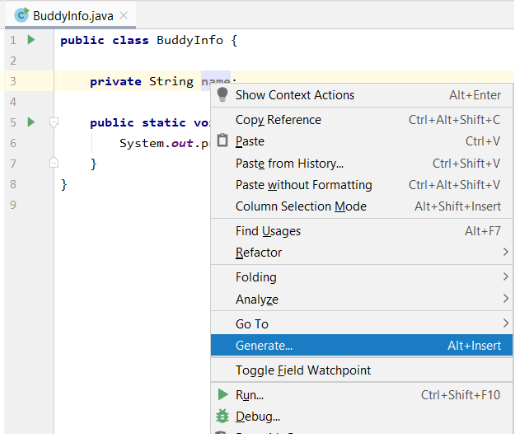 BuddyInfo.java
1 public class BuddyInfo {
2
3 private String name;
4
5 public static voi
6 System.out.p
7 }
8 }
9
Show Context Actions Alt+Enter
Copy Reference Ctrl+Alt+Shift+C
Paste Ctrl+V
Paste from History... Ctrl+Shift+V
Paste without Formatting Ctrl+Alt+Shift+V
Column Selection Mode Alt+Shift+Insert
Find Usages Alt+F7
Refactor
Folding
Analyze
Go To
Generate... Alt+Insert
Toggle Field Watchpoint
Run... Ctrl+Shift+F10
Debug...